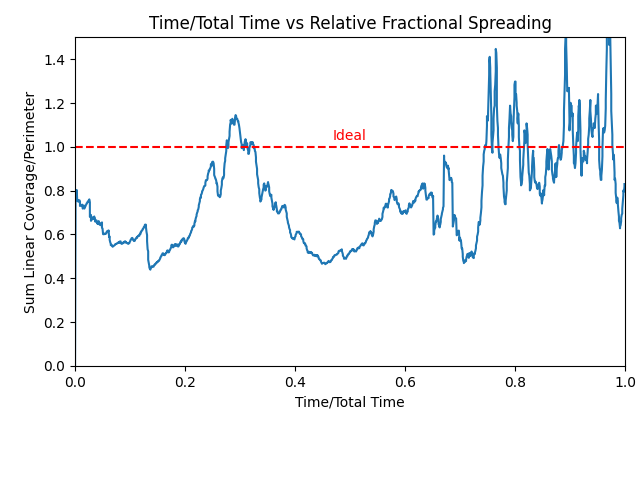 Time/Total Time vs Relative Fractional Spreading
Sum Linear Coverage/Perimeter
1.4
1.2
1.0
0.8
0.6
0.4
0.2
0.0
Ideal
0.0 0.2 0.4 0.6 0.8 1.0
Time/Total Time